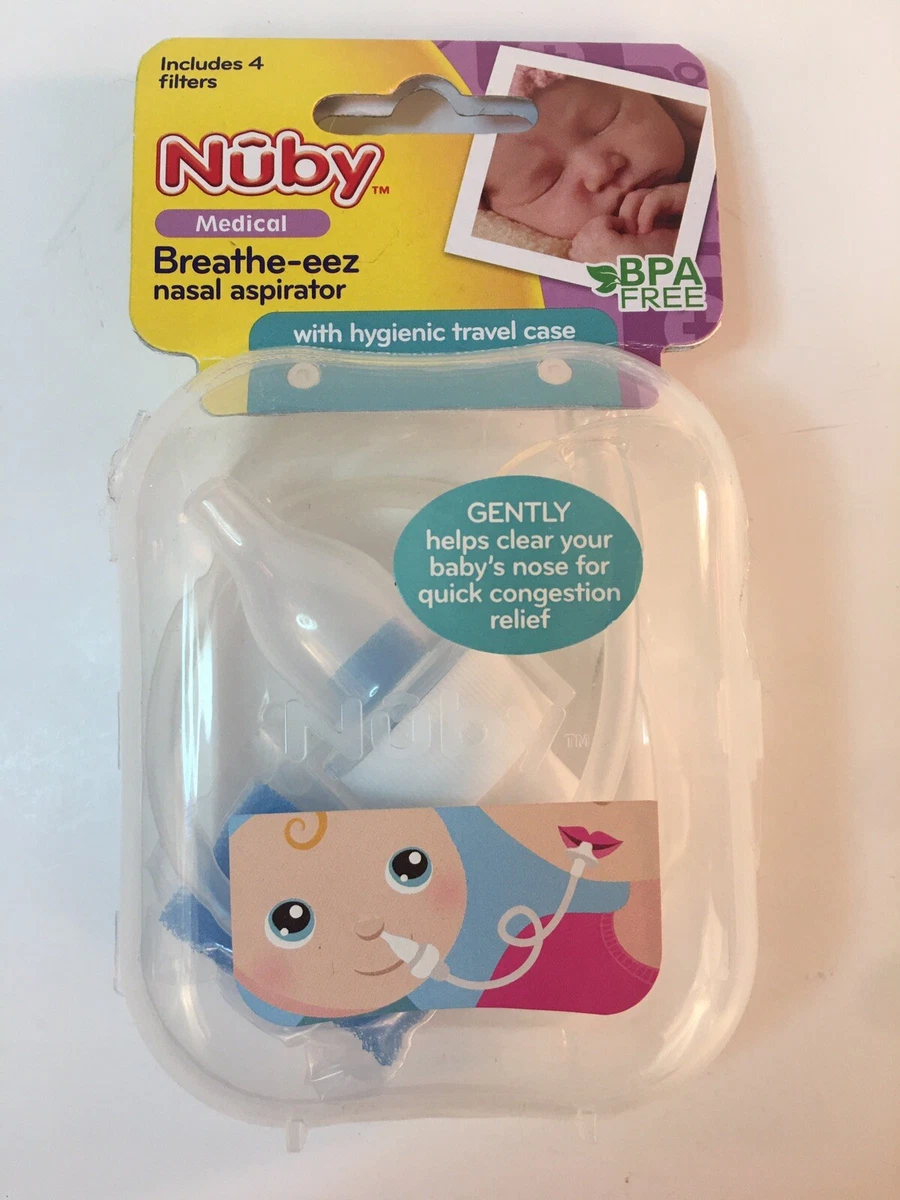 Includes 4
filters
Nûby™
Medical
Breathe-eez
nasal aspirator
BPA
FREE
with hygienic travel case
GENTLY
helps clear your
baby's nose for
quick congestion
relief
Nûby™